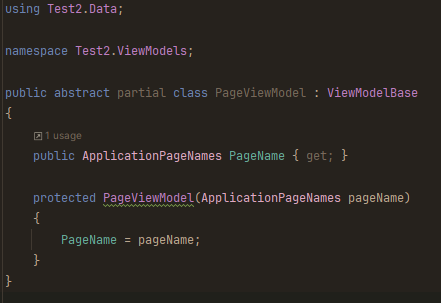 using Test2.Data;
namespace Test2.ViewModels;
public abstract partial class PageViewModel : ViewModelBase
{
1 usage
public ApplicationPageNames PageName { get; }
protected PageViewModel(ApplicationPageNames pageName)
{
PageName = pageName;
}
}